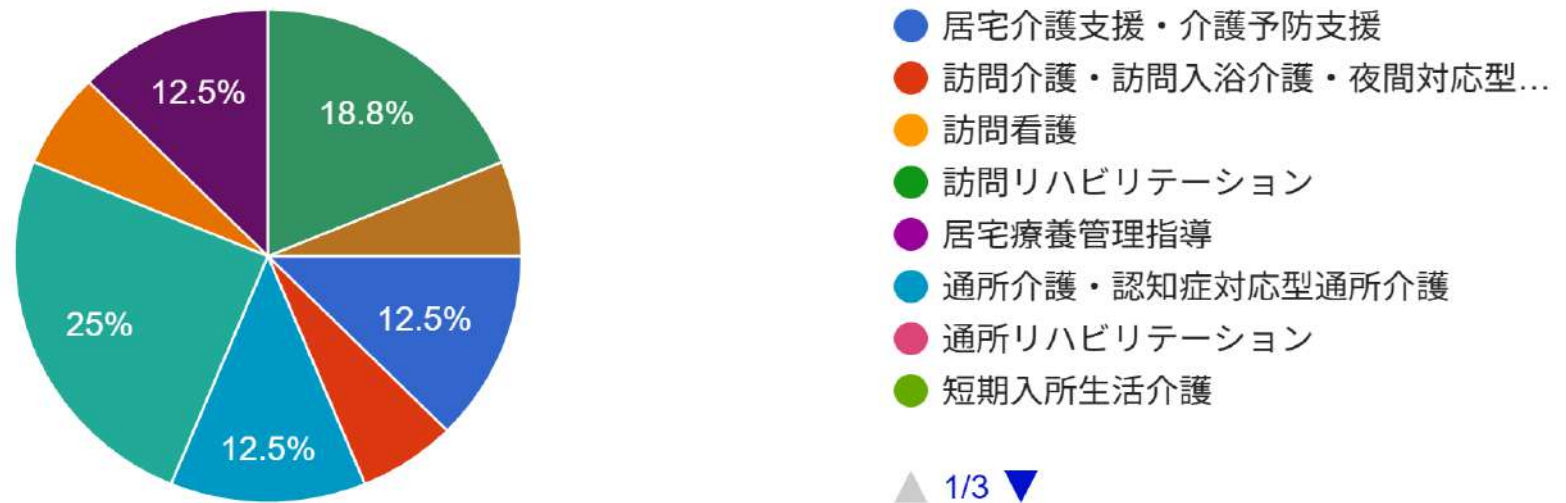 12.5%
18.8%
25%
12.5%
12.5%
居宅介護支援・介護予防支援
訪問介護・訪問入浴介護・夜間対応型...
訪問看護
訪問リハビリテーション
居宅療養管理指導
通所介護・認知症対応型通所介護
通所リハビリテーション
短期入所生活介護
1/3